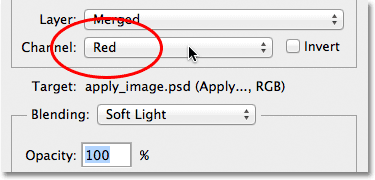 Layer: Merged
Channel: Red Invert
Target: apply_image.psd (Apply..., RGB)
Blending: Soft Light
Opacity: 100 %